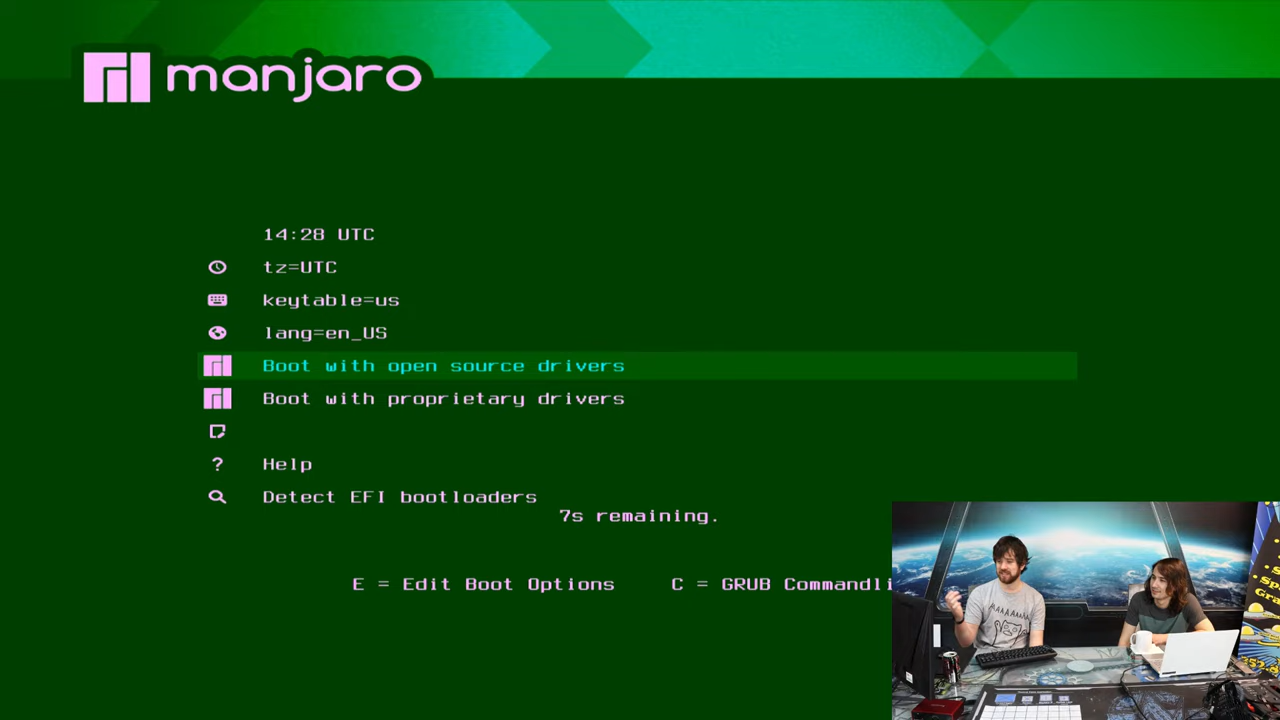 manjaro
14:28 UTC
tz=UTC
keytable=us
lang=en_US
Boot with open source drivers
Boot with proprietary drivers
Help
Detect EFI bootloaders
7s remaining.
E = Edit Boot Options C = GRUB Commandli